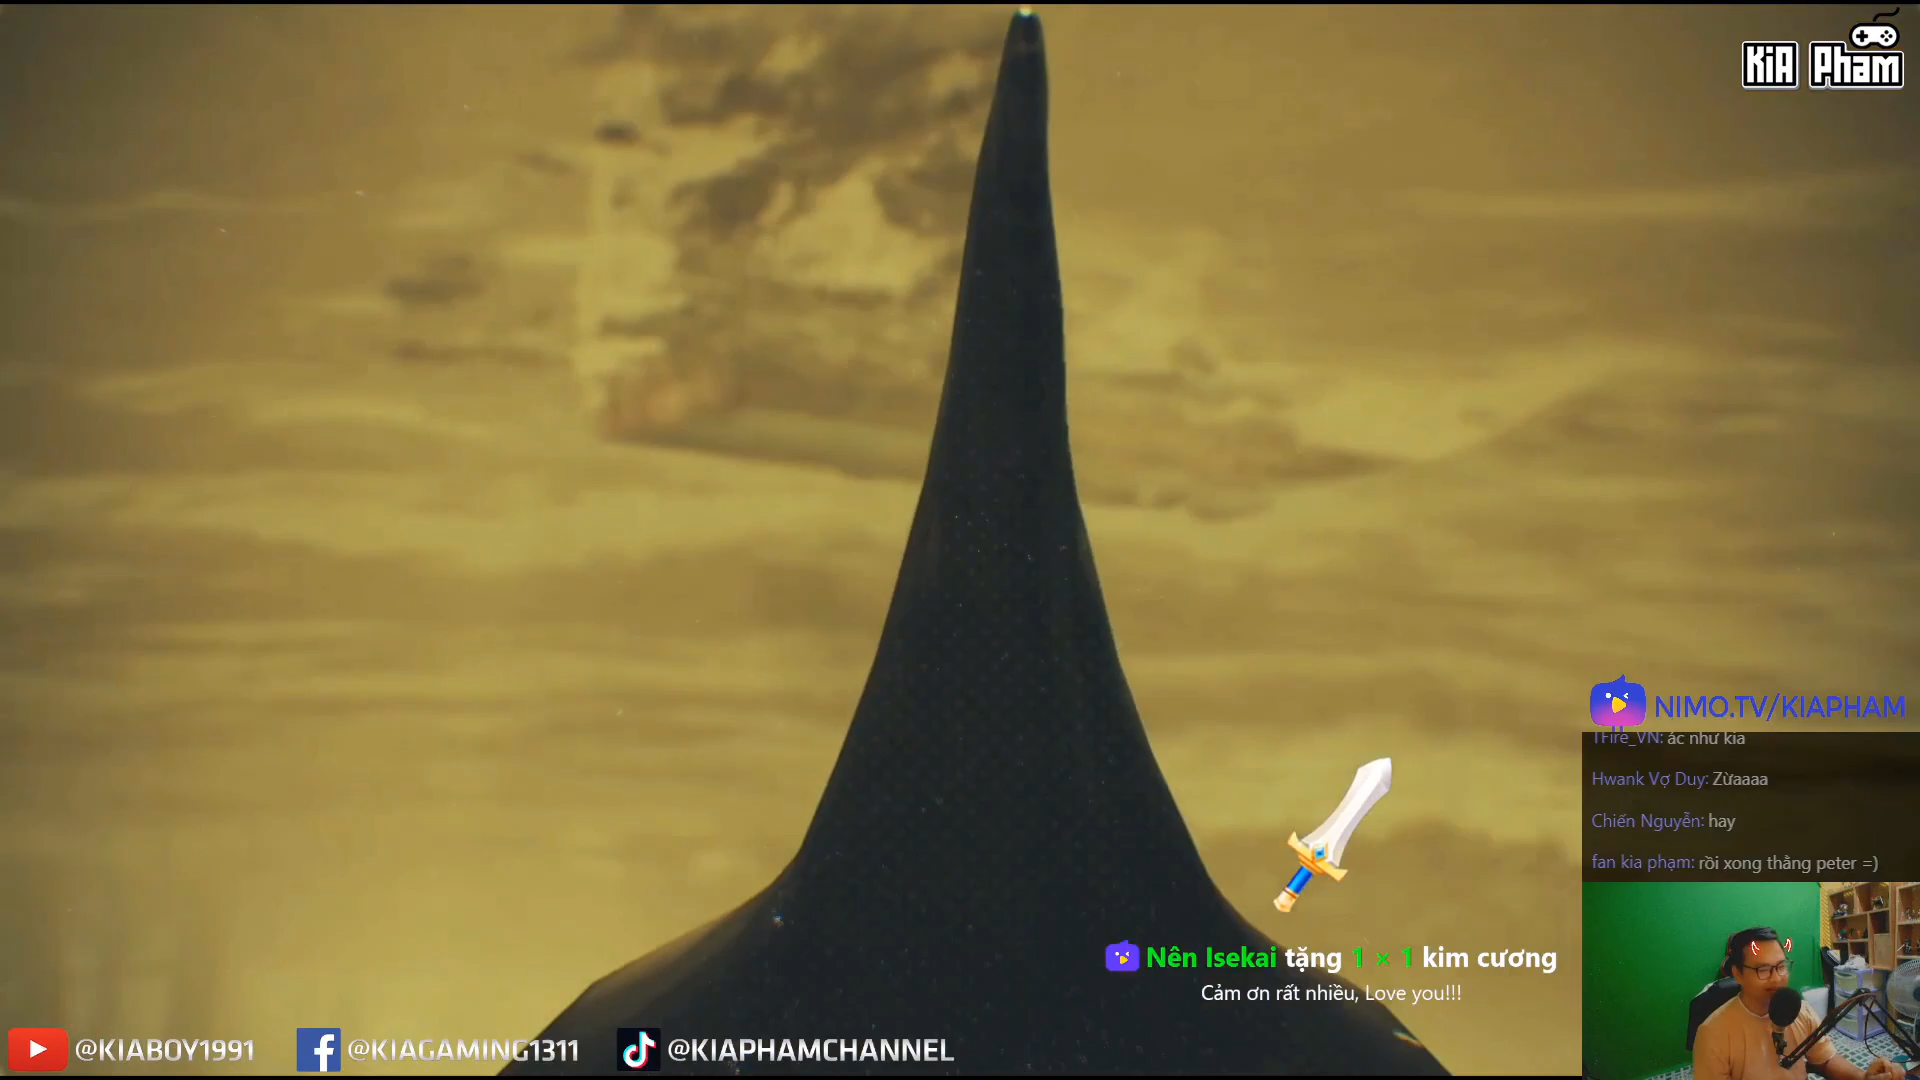 KiA Pham
NIMO.TV/KIAPHAM
TFire_VN: ác như kia
Hwank Vợ Duy: Zừaaaa
Chiến Nguyễn: hay
fan kia phạm: rồi xong thằng peter =)
Nên Isekai tặng 1 × 1 kim cương
Cảm ơn rất nhiều, Love you!!!
@KIABOY1991
@KIAGAMING1311
@KIAPHAMCHANNEL